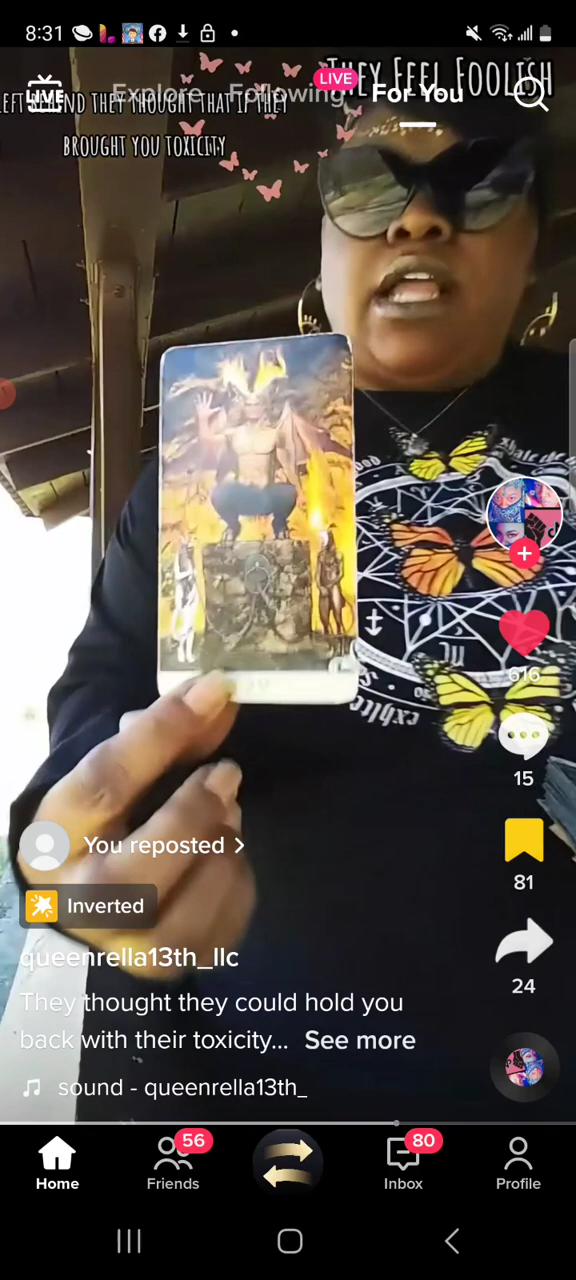 8:31
THEY FEEL FOOLISH
LIVE
LIVE
Explore
Following
For You
LEFT BEHIND THEY THOUGHT THAT IF THEY
BROUGHT YOU TOXICITY
616
15
You reposted >
81
Inverted
queenrella13th_llc
24
They thought they could hold you
back with their toxicity... See more
sound - queenrella13th_
56
80
Home
Friends
Inbox
Profile